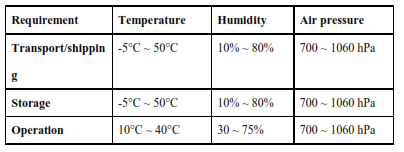 Requirement Temperature Humidity Air pressure
Transport/shippin -5°C ~ 50°C 10% ~ 80% 700 ~ 1060 hPa
g
Storage -5°C ~ 50°C 10% ~ 80% 700 ~ 1060 hPa
Operation 10°C ~ 40°C 30 ~ 75% 700 ~ 1060 hPa